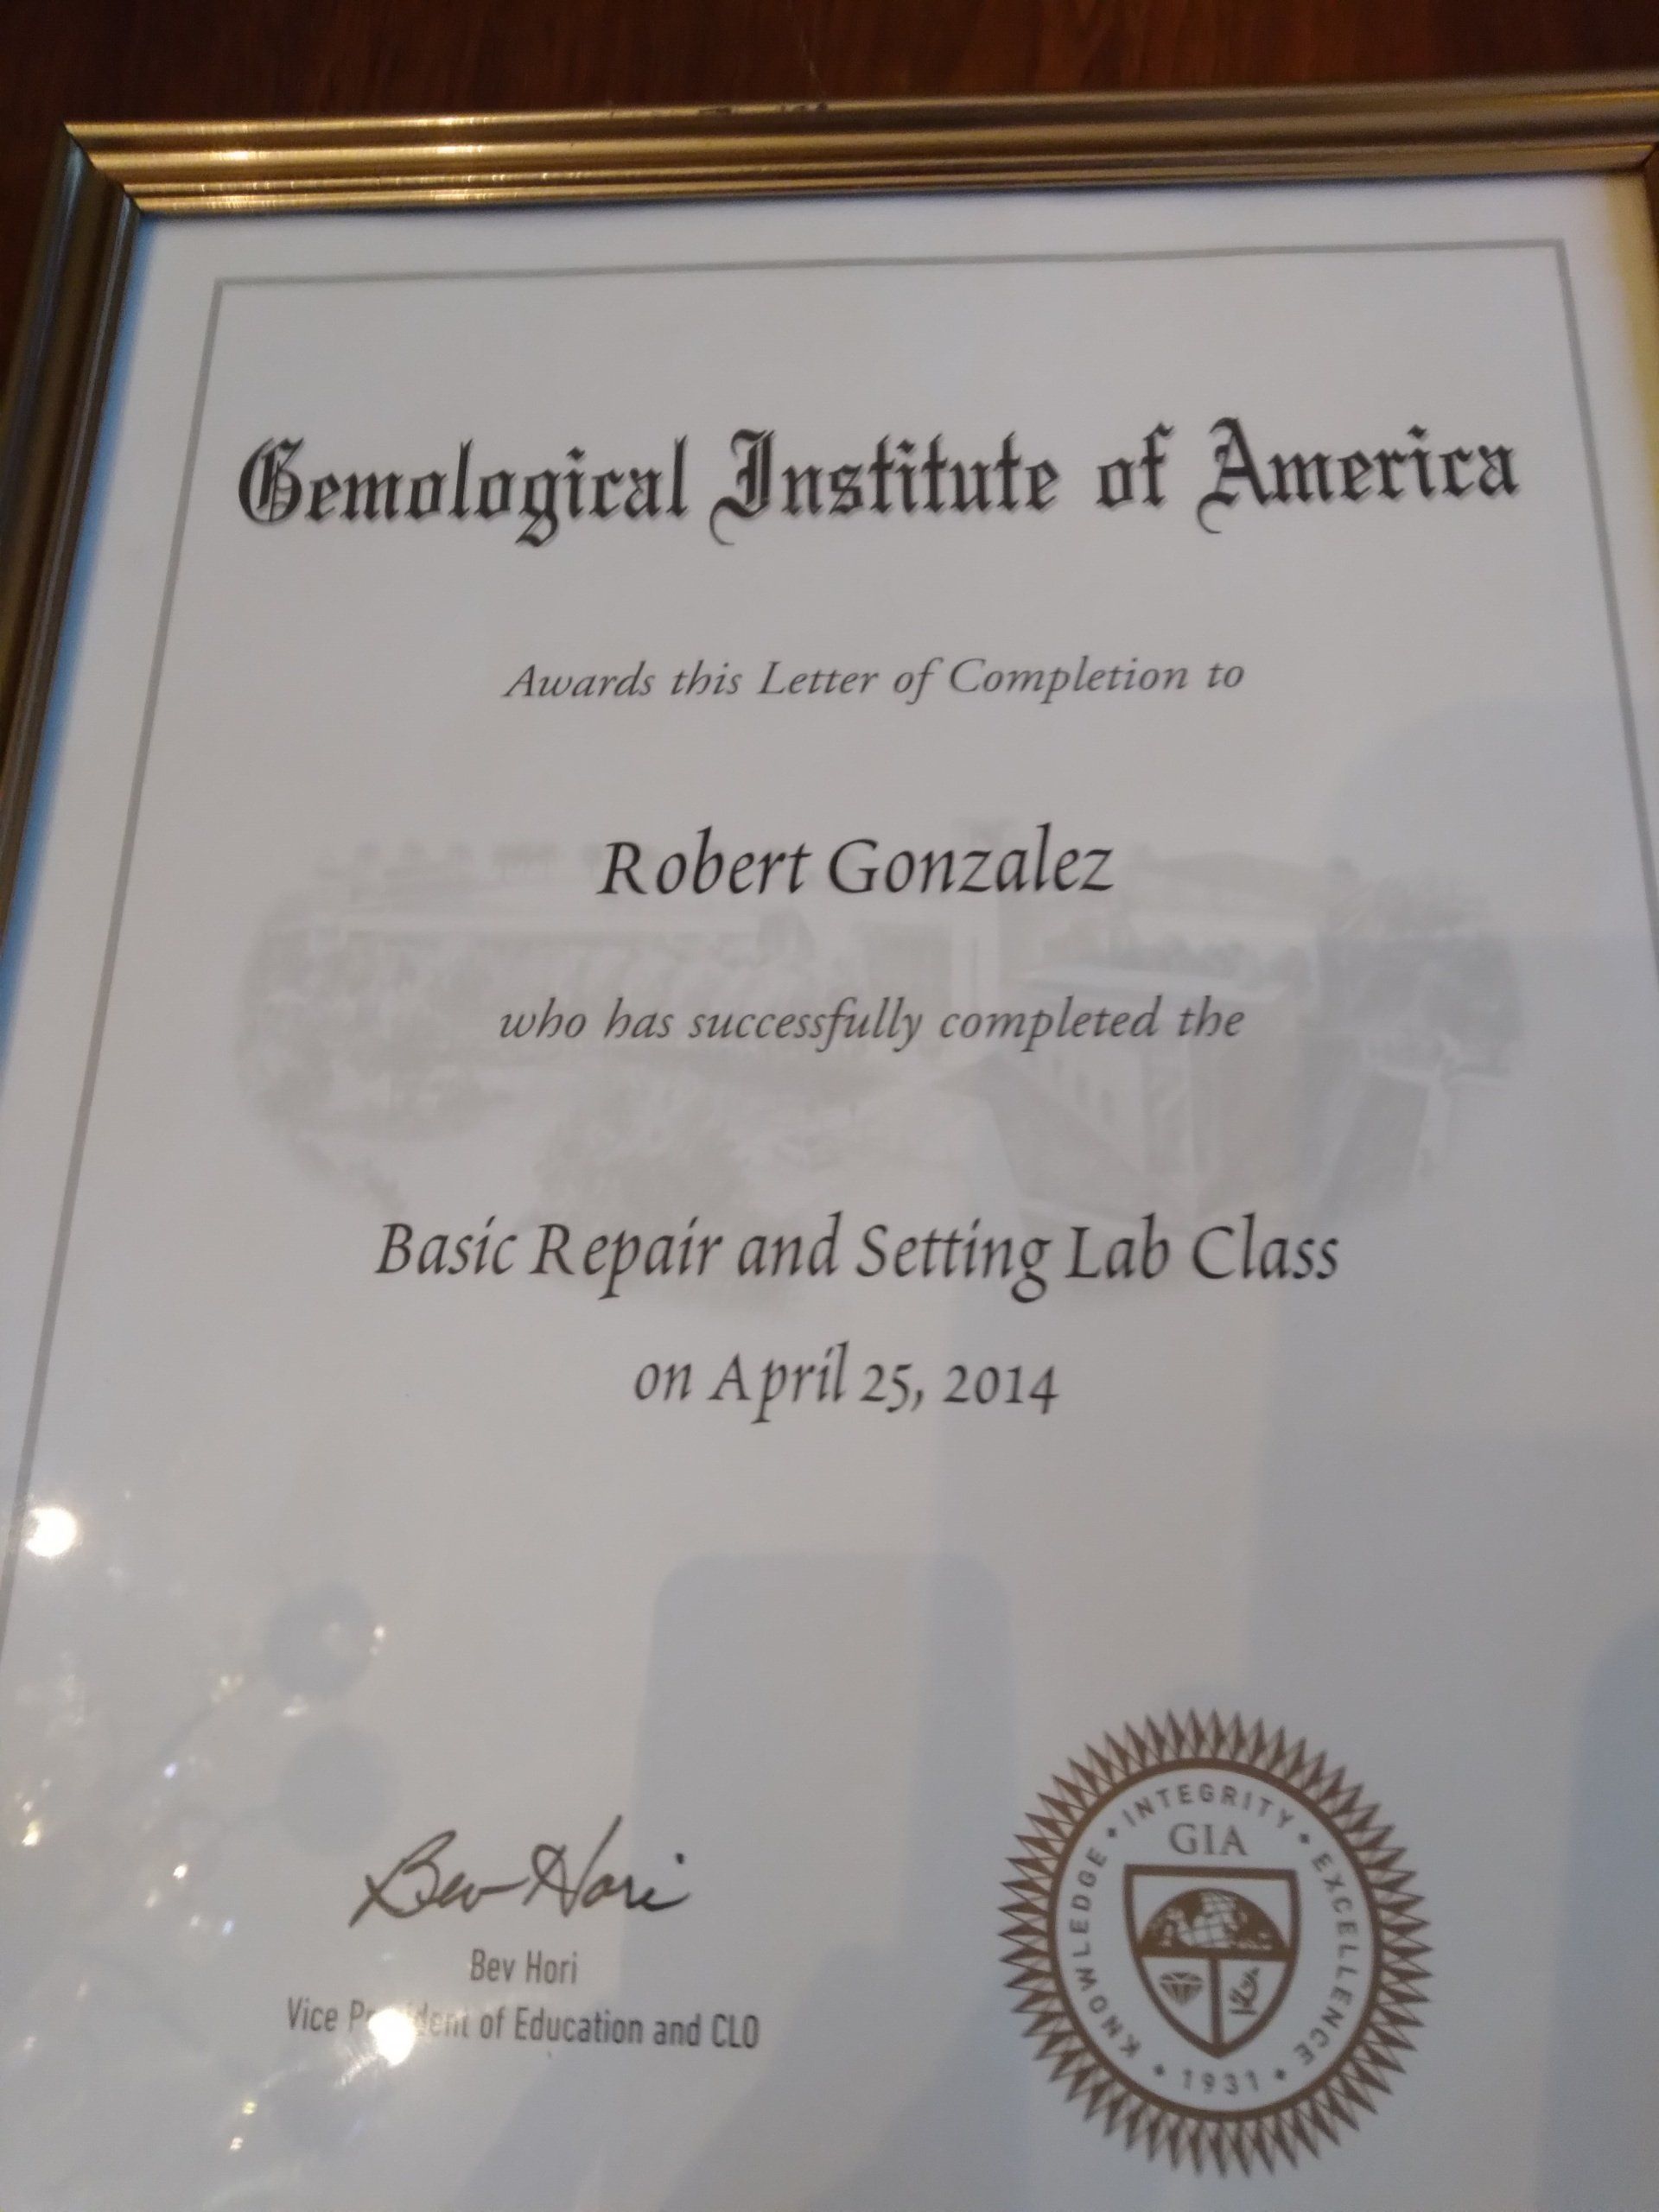 Gemological Institute of America
Awards this Letter of Completion to
Robert Gonzalez
who has successfully completed the
Basic Repair and Setting Lab Class
on April 25, 2014
Bev Hori
Bev Hori
Vice President of Education and CLO
KNOWLEDGE • INTEGRITY • EXCELLENCE
GIA
• 1931 •